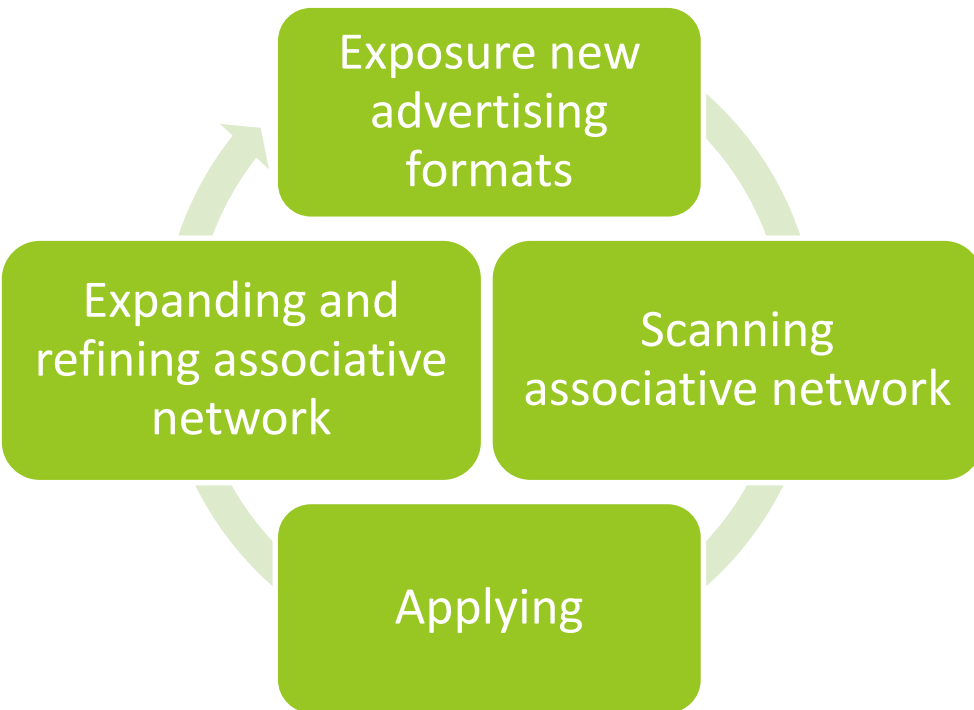 Exposure new
advertising
formats
Scanning
associative network
Applying
Expanding and
refining associative
network